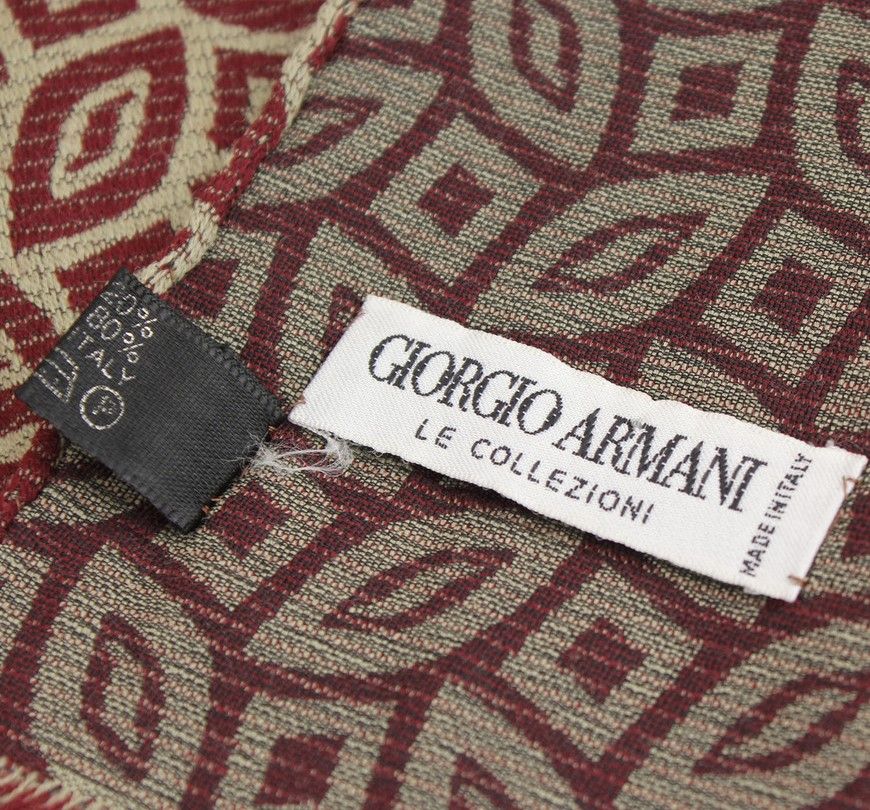 80%
ITALY
GIORGIO ARMANI
LE COLLEZIONI
MADE IN ITALY